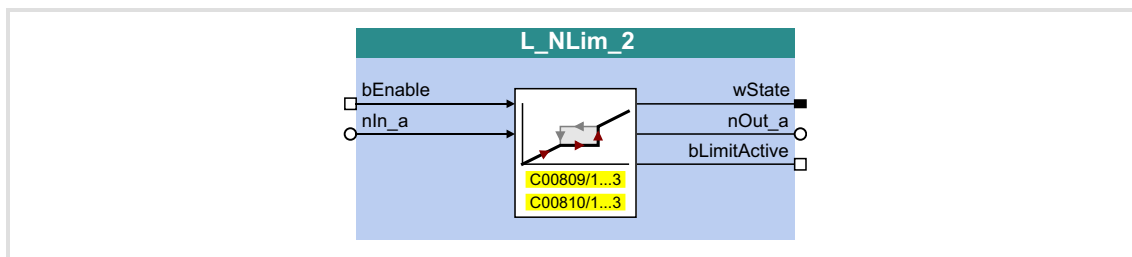 L_NLim_2
bEnable
wState
nIn_a
nOut_a
bLimitActive
C00809/1...3
C00810/1...3